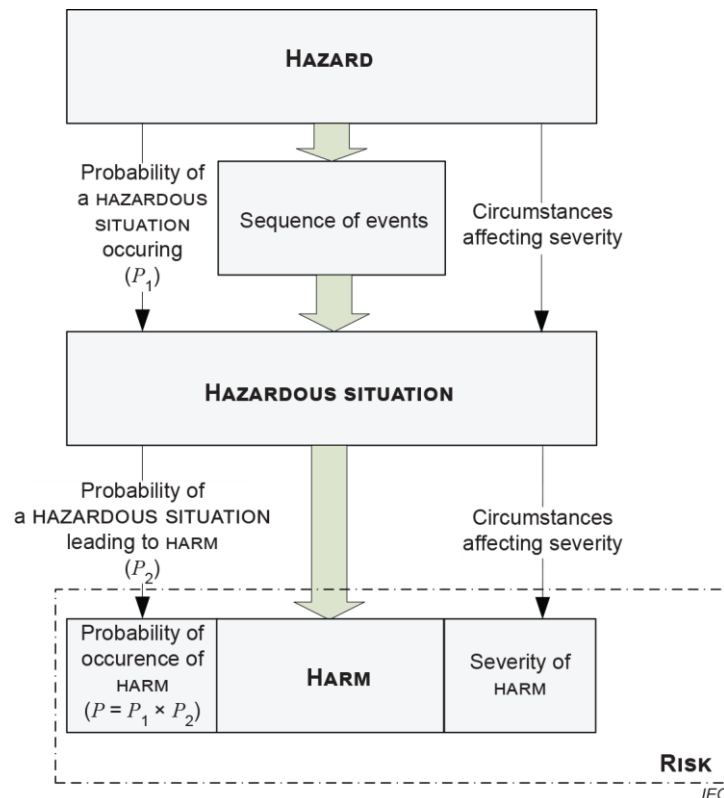 HAZARD
Probability of
a HAZARDOUS
SITUATION
occuring
(P1)
Sequence of events
Circumstances
affecting severity
HAZARDOUS SITUATION
Probability of
a HAZARDOUS SITUATION
leading to HARM
(P2)
Circumstances
affecting severity
Probability of
occurence of
HARM
(P = P1 × P2)
HARM
Severity of
HARM
RISK
IEC